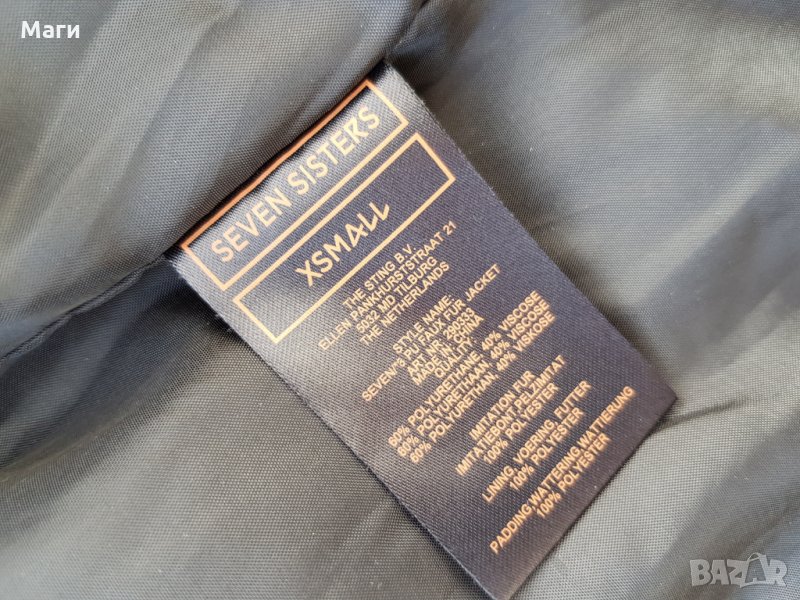 Маги
SEVEN SISTERS
XSMALL
THE STING B.V.
ELLEN PANKHURSTSTRAAT 21
5032 MD TILBURG
THE NETHERLANDS
STYLE NAME:
SEVEN*S PU FAUX FUR JACKET
ART.NR.
MADE IN CHINA
QUALITY:
60% POLYURETHANE, 40% VISCOSE
60% POLYURETHAAN, 40% VISCOSE
60% POLYURETHAN, 40% VISKOSE
IMITATION FUR
IMITATIEBONT,PELZIMTAT
100% POLYESTER
LINING, VOERING, FUTTER
100% POLYESTER
PADDING,WATTERING,WATTIERUNG
100% POLYESTER
BAZAR